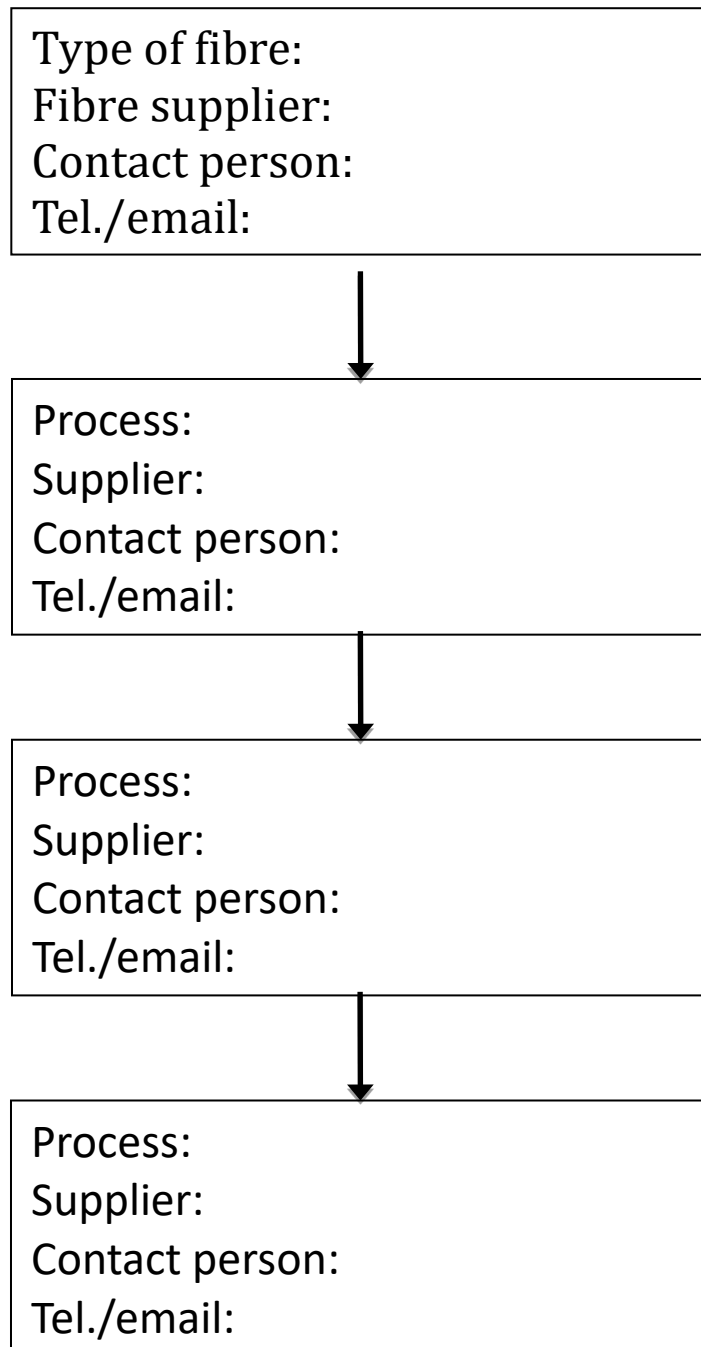 Type of fibre:
Fibre supplier:
Contact person:
Tel./email:
Process:
Supplier:
Contact person:
Tel./email:
Process:
Supplier:
Contact person:
Tel./email:
Process:
Supplier:
Contact person:
Tel./email: